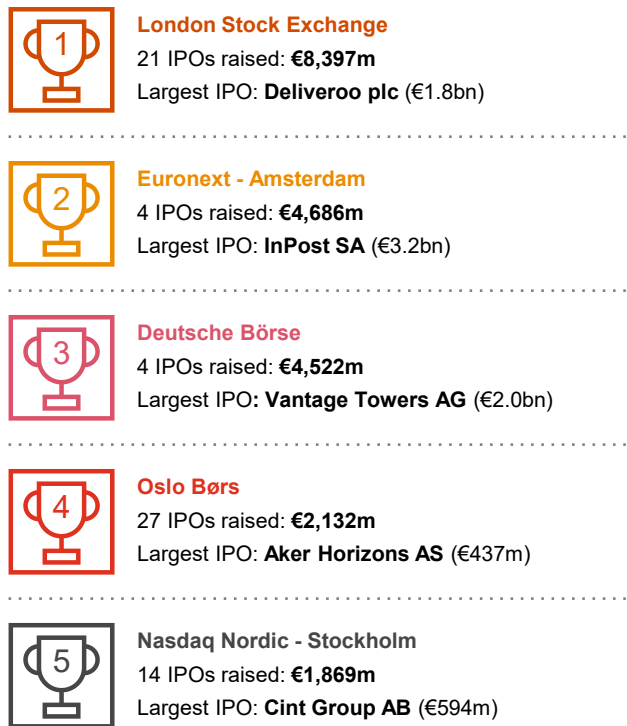 1
London Stock Exchange
21 IPOs raised: €8,397m
Largest IPO: Deliveroo plc (€1.8bn)
2
Euronext - Amsterdam
4 IPOs raised: €4,686m
Largest IPO: InPost SA (€3.2bn)
3
Deutsche Börse
4 IPOs raised: €4,522m
Largest IPO: Vantage Towers AG (€2.0bn)
4
Oslo Børs
27 IPOs raised: €2,132m
Largest IPO: Aker Horizons AS (€437m)
5
Nasdaq Nordic - Stockholm
14 IPOs raised: €1,869m
Largest IPO: Cint Group AB (€594m)